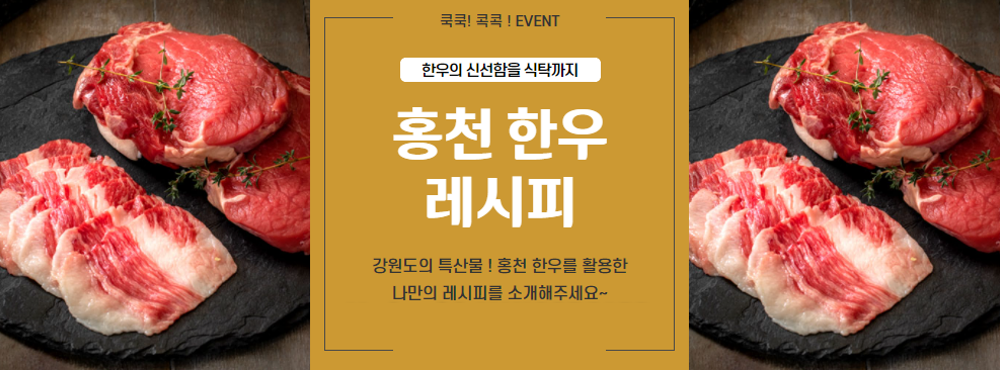 쿡쿡! 콕콕 ! EVENT
한우의 신선함을 식탁까지
홍천 한우
레시피
강원도의 특산물 ! 홍천 한우를 활용한
나만의 레시피를 소개해주세요~